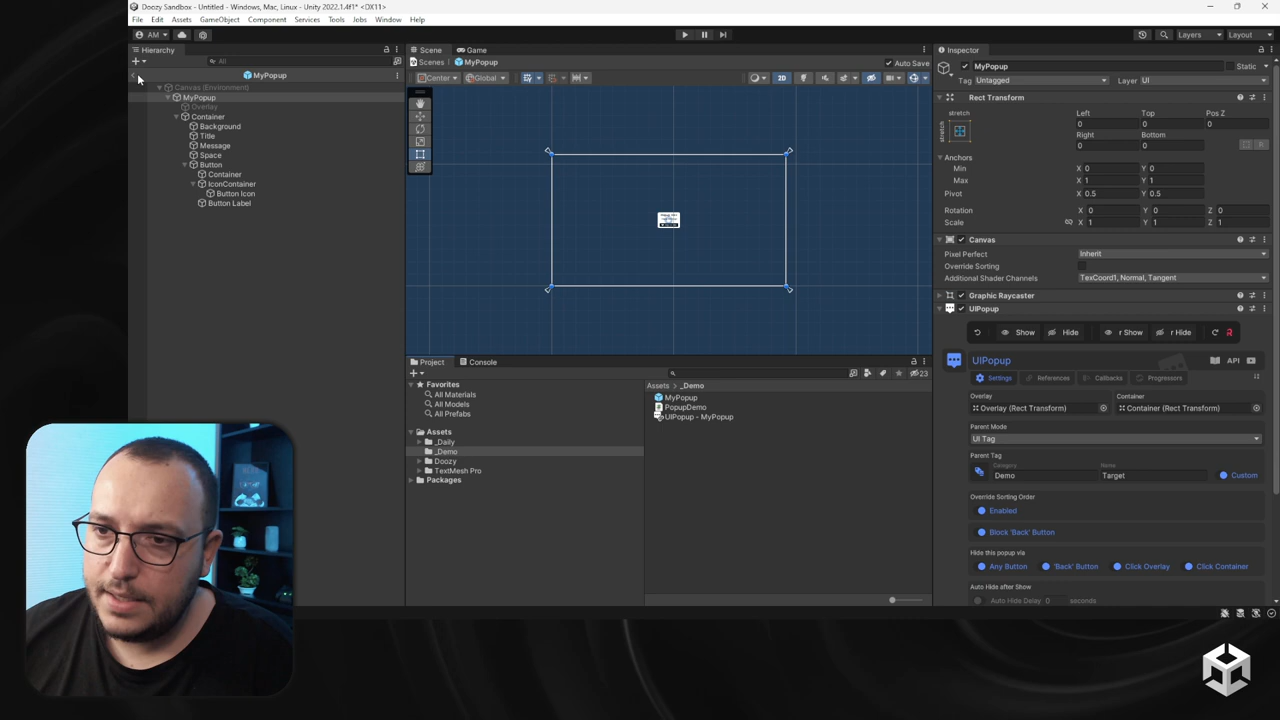 Doozy Sandbox - Untitled - Windows, Mac, Linux - Unity 2022.1.4f1* <DX11>
File Edit Assets GameObject Component Services Tools Jobs Window Help
AM
Layers Layout
Hierarchy
All
MyPopup
Canvas (Environment)
MyPopup
Overlay
Container
Background
Title
Message
Space
Button
Container
IconContainer
Button Icon
Button Label
Scene Game
Scenes MyPopup Auto Save
Center Global 2D
Project Console
23
Favorites
All Materials
All Models
All Prefabs
Assets
_Daily
_Demo
Doozy
TextMesh Pro
Packages
Assets > _Demo
MyPopup
PopupDemo
UIPopup - MyPopup
Inspector
MyPopup Static
Tag Untagged Layer UI
Rect Transform
stretch Left Top Pos Z
stretch 0 0 0
Right Bottom
0 0 R
Anchors
Min X 0 Y 0
Max X 1 Y 1
Pivot X 0.5 Y 0.5
Rotation X 0 Y 0 Z 0
Scale X 1 Y 1 Z 1
Canvas
Pixel Perfect Inherit
Override Sorting
Additional Shader Channels TexCoord1, Normal, Tangent
Graphic Raycaster
UIPopup
Show Hide r Show r Hide R
UIPopup API
Settings References Callbacks Progressors
Overlay Container
Overlay (Rect Transform) Container (Rect Transform)
Parent Mode
UI Tag
Parent Tag
Category Name
Demo Target Custom
Override Sorting Order
Enabled
Block 'Back' Button
Hide this popup via
Any Button 'Back' Button Click Overlay Click Container
Auto Hide after Show
Auto Hide Delay 0 seconds